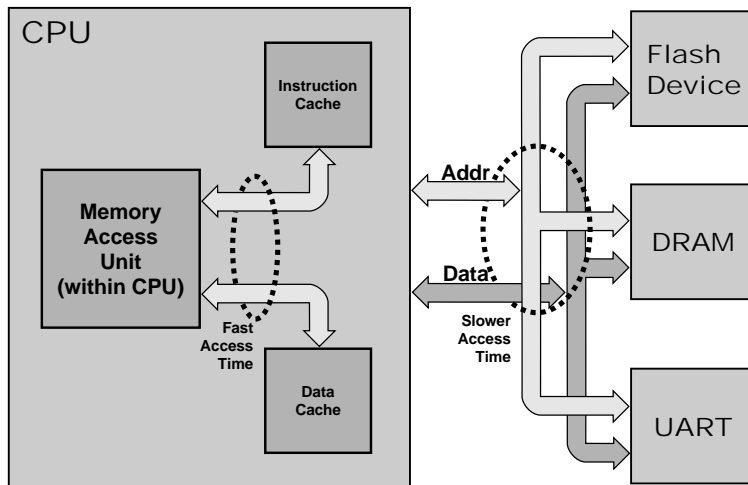 CPU
Instruction
Cache
Memory
Access
Unit
(within CPU)
Fast
Access
Time
Data
Cache
Addr
Data
Slower
Access
Time
Flash
Device
DRAM
UART